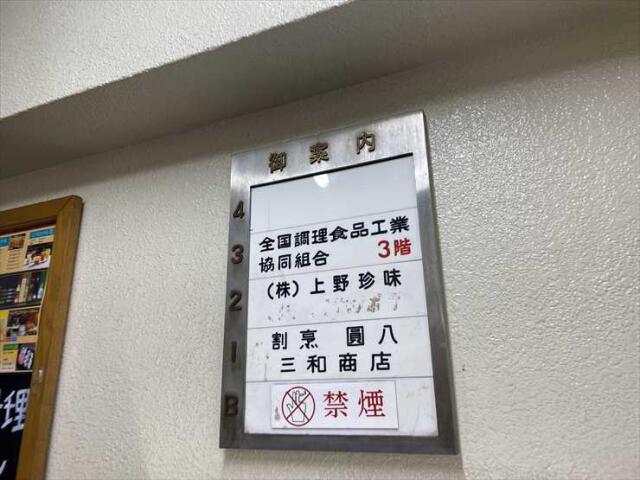 御案内
4
全国調理食品工業
3
協同組合 3階
(株)上野珍味
2
割烹 圓八
1
三和商店
B
禁煙
理